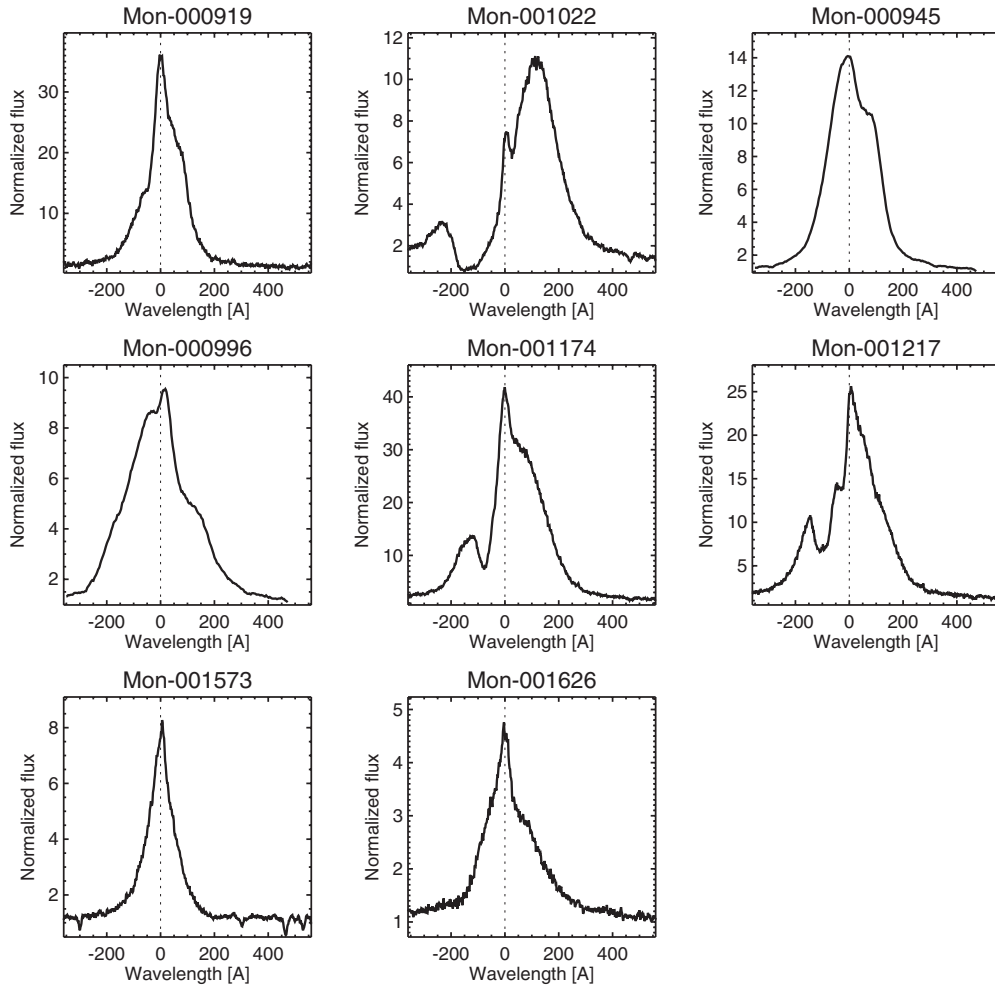 Mon-000919
Mon-001022
Mon-000945
Normalized flux
30
20
10
-200 0 200 400
Wavelength [A]
Normalized flux
12
10
8
6
4
2
-200 0 200 400
Wavelength [A]
Normalized flux
14
12
10
8
6
4
2
-200 0 200 400
Wavelength [A]
Mon-000996
Mon-001174
Mon-001217
Normalized flux
10
8
6
4
2
-200 0 200 400
Wavelength [A]
Normalized flux
40
30
20
10
-200 0 200 400
Wavelength [A]
Normalized flux
25
20
15
10
5
-200 0 200 400
Wavelength [A]
Mon-001573
Mon-001626
Normalized flux
8
6
4
2
-200 0 200 400
Wavelength [A]
Normalized flux
5
4
3
2
1
-200 0 200 400
Wavelength [A]